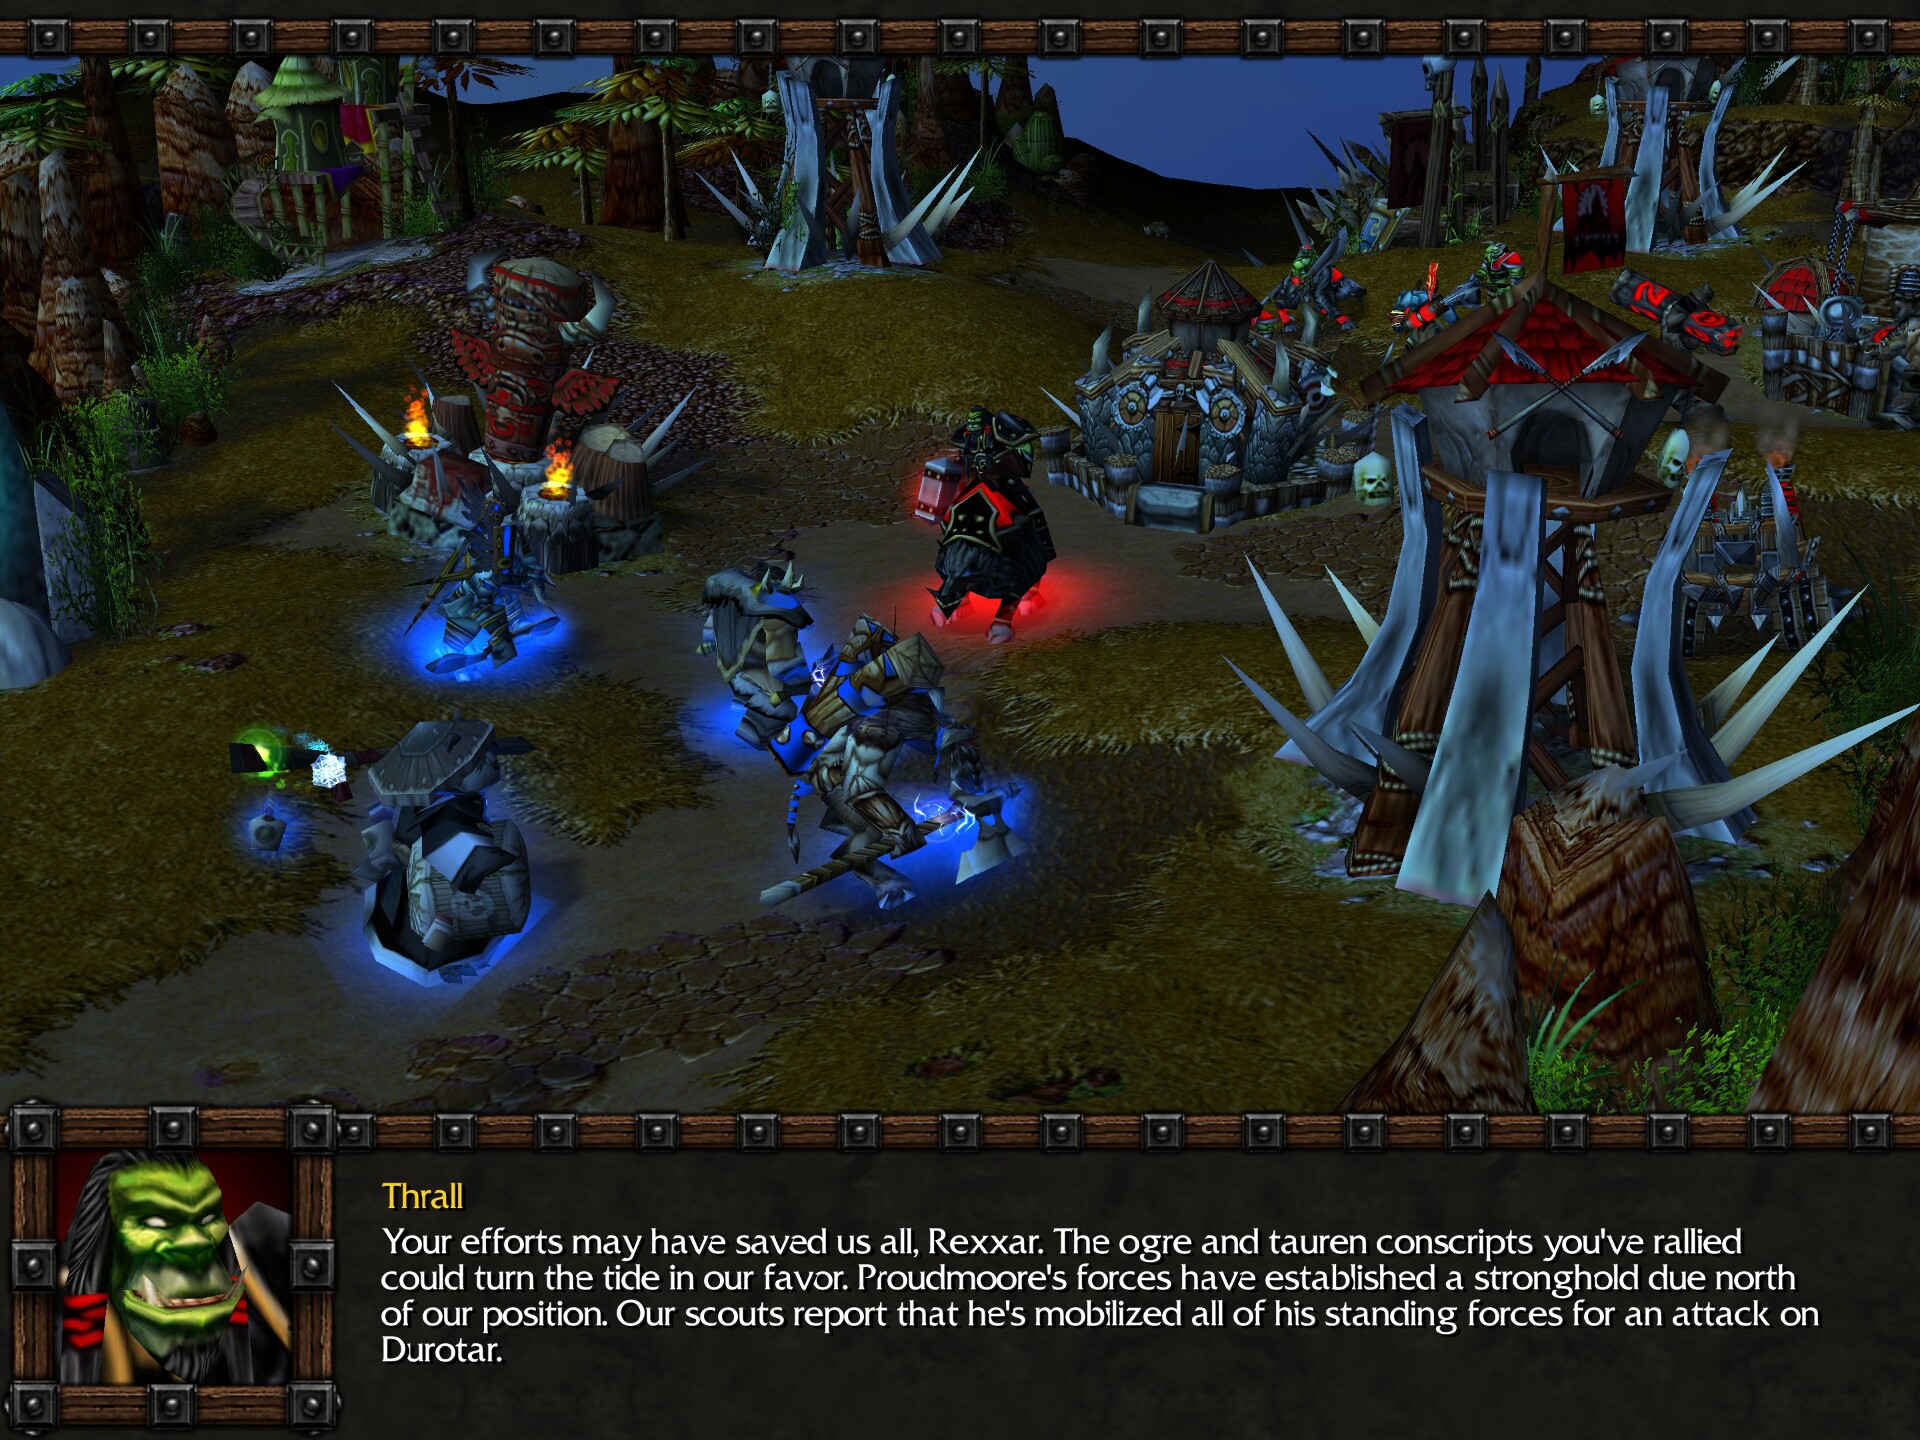 Thrall
Your efforts may have saved us all, Rexxar. The ogre and tauren conscripts you've rallied
could turn the tide in our favor. Proudmoore's forces have established a stronghold due north
of our position. Our scouts report that he's mobilized all of his standing forces for an attack on
Durotar.